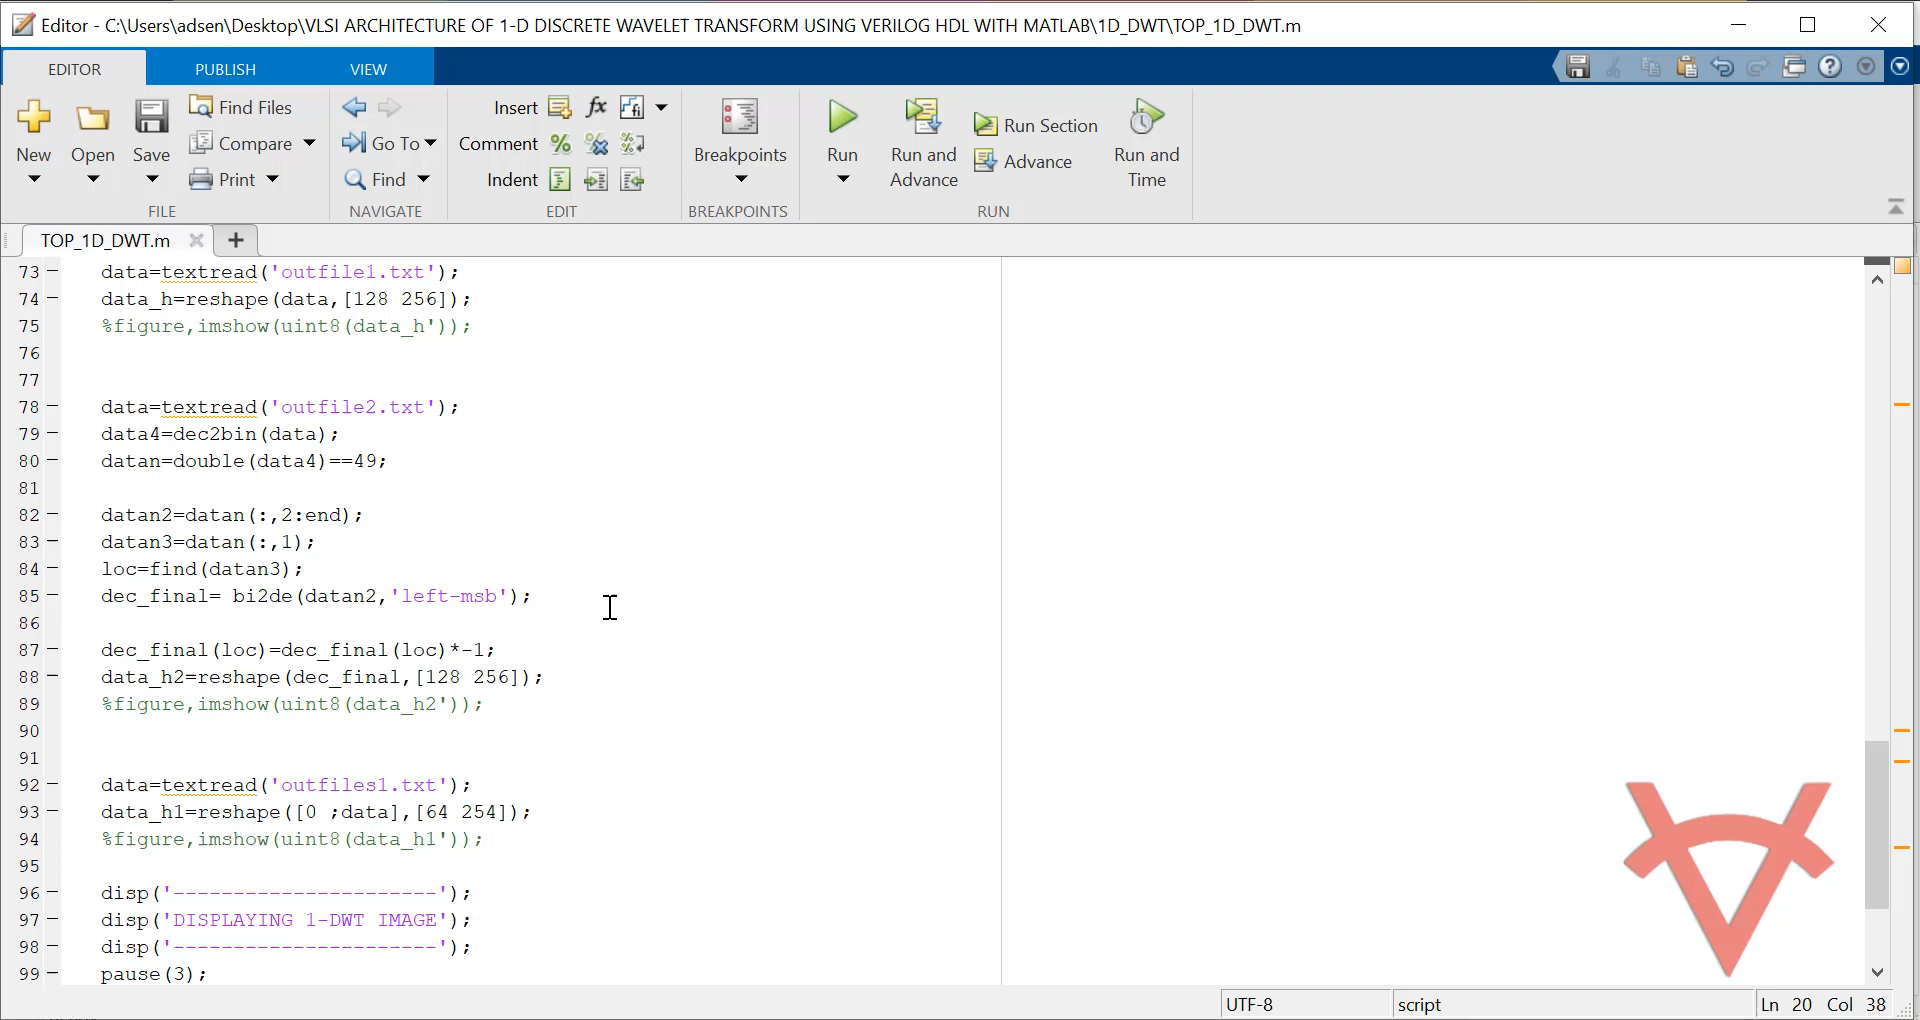 Editor - C:\Users\adsen\Desktop\VLSI ARCHITECTURE OF 1-D DISCRETE WAVELET TRANSFORM USING VERILOG HDL WITH MATLAB\1D_DWT\TOP_1D_DWT.m
EDITOR PUBLISH VIEW
New Open Save Find Files Compare Print
FILE
Go To Find
NAVIGATE
Insert fx fi
Comment
Indent
EDIT
Breakpoints
BREAKPOINTS
Run Run and Advance Run Section Advance Run and Time
RUN
TOP_1D_DWT.m
73 data=textread('outfile1.txt');
74 data_h=reshape(data,[128 256]);
75 %figure,imshow(uint8(data_h'));
76
77
78 data=textread('outfile2.txt');
79 data4=dec2bin(data);
80 datan=double(data4)==49;
81
82 datan2=datan(:,2:end);
83 datan3=datan(:,1);
84 loc=find(datan3);
85 dec_final= bi2de(datan2,'left-msb');
86
87 dec_final(loc)=dec_final(loc)*-1;
88 data_h2=reshape(dec_final,[128 256]);
89 %figure,imshow(uint8(data_h2'));
90
91
92 data=textread('outfiles1.txt');
93 data_h1=reshape([0 ;data],[64 254]);
94 %figure,imshow(uint8(data_h1'));
95
96 disp('----------------------');
97 disp('DISPLAYING 1-DWT IMAGE');
98 disp('----------------------');
99 pause(3);
UTF-8 script Ln 20 Col 38